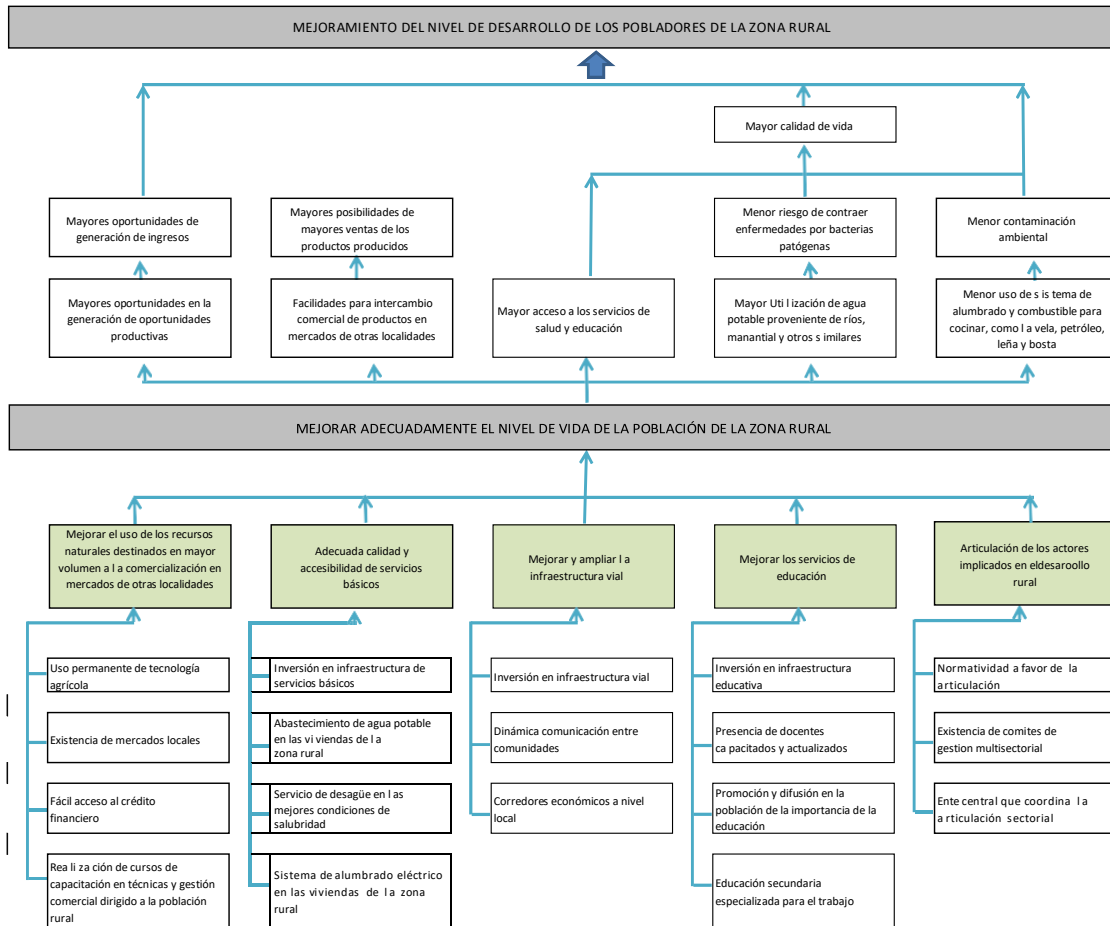 MEJORAMIENTO DEL NIVEL DE DESARROLLO DE LOS POBLADORES DE LA ZONA RURAL
Mayor calidad de vida
Mayores oportunidades de
generación de ingresos
Mayores posibilidades de
mayores ventas de los
productos producidos
Menor riesgo de contraer
enfermedades por bacterias
patógenas
Menor contaminación
ambiental
Mayores oportunidades en la
generación de oportunidades
productivas
Facilidades para intercambio
comercial de productos en
mercados de otras localidades
Mayor acceso a los servicios de
salud y educación
Mayor Uti l ización de agua
potable proveniente de ríos,
manantial y otros s imilares
Menor uso de s is tema de
alumbrado y combustible para
cocinar, como l a vela, petróleo,
leña y bosta
MEJORAR ADECUADAMENTE EL NIVEL DE VIDA DE LA POBLACIÓN DE LA ZONA RURAL
Mejorar el uso de los recursos
naturales destinados en mayor
volumen a l a comercialización en
mercados de otras localidades
Adecuada calidad y
accesibilidad de servicios
básicos
Mejorar y ampliar l a
infraestructura vial
Mejorar los servicios de
educación
Articulación de los actores
implicados en eldesaroollo
rural
Uso permanente de tecnología
agrícola
Existencia de mercados locales
Fácil acceso al crédito
financiero
Rea li za ción de cursos de
capacitación en técnicas y gestión
comercial dirigido a la población
rural
Inversión en infraestructura de
servicios básicos
Abastecimiento de agua potable
en las vi viendas de l a
zona rural
Servicio de desagüe en l as
mejores condiciones de
salubridad
Sistema de alumbrado eléctrico
en las viviendas de l a zona
rural
Inversión en infraestructura vial
Dinámica comunicación entre
comunidades
Corredores económicos a nivel
local
Inversión en infraestructura
educativa
Presencia de docentes
ca pacitados y actualizados
Promoción y difusión en la
población de la importancia de la
educación
Educación secundaria
especializada para el trabajo
Normatividad a favor de la
articulación
Existencia de comites de
gestion multisectorial
Ente central que coordina l a
a rticulación sectorial